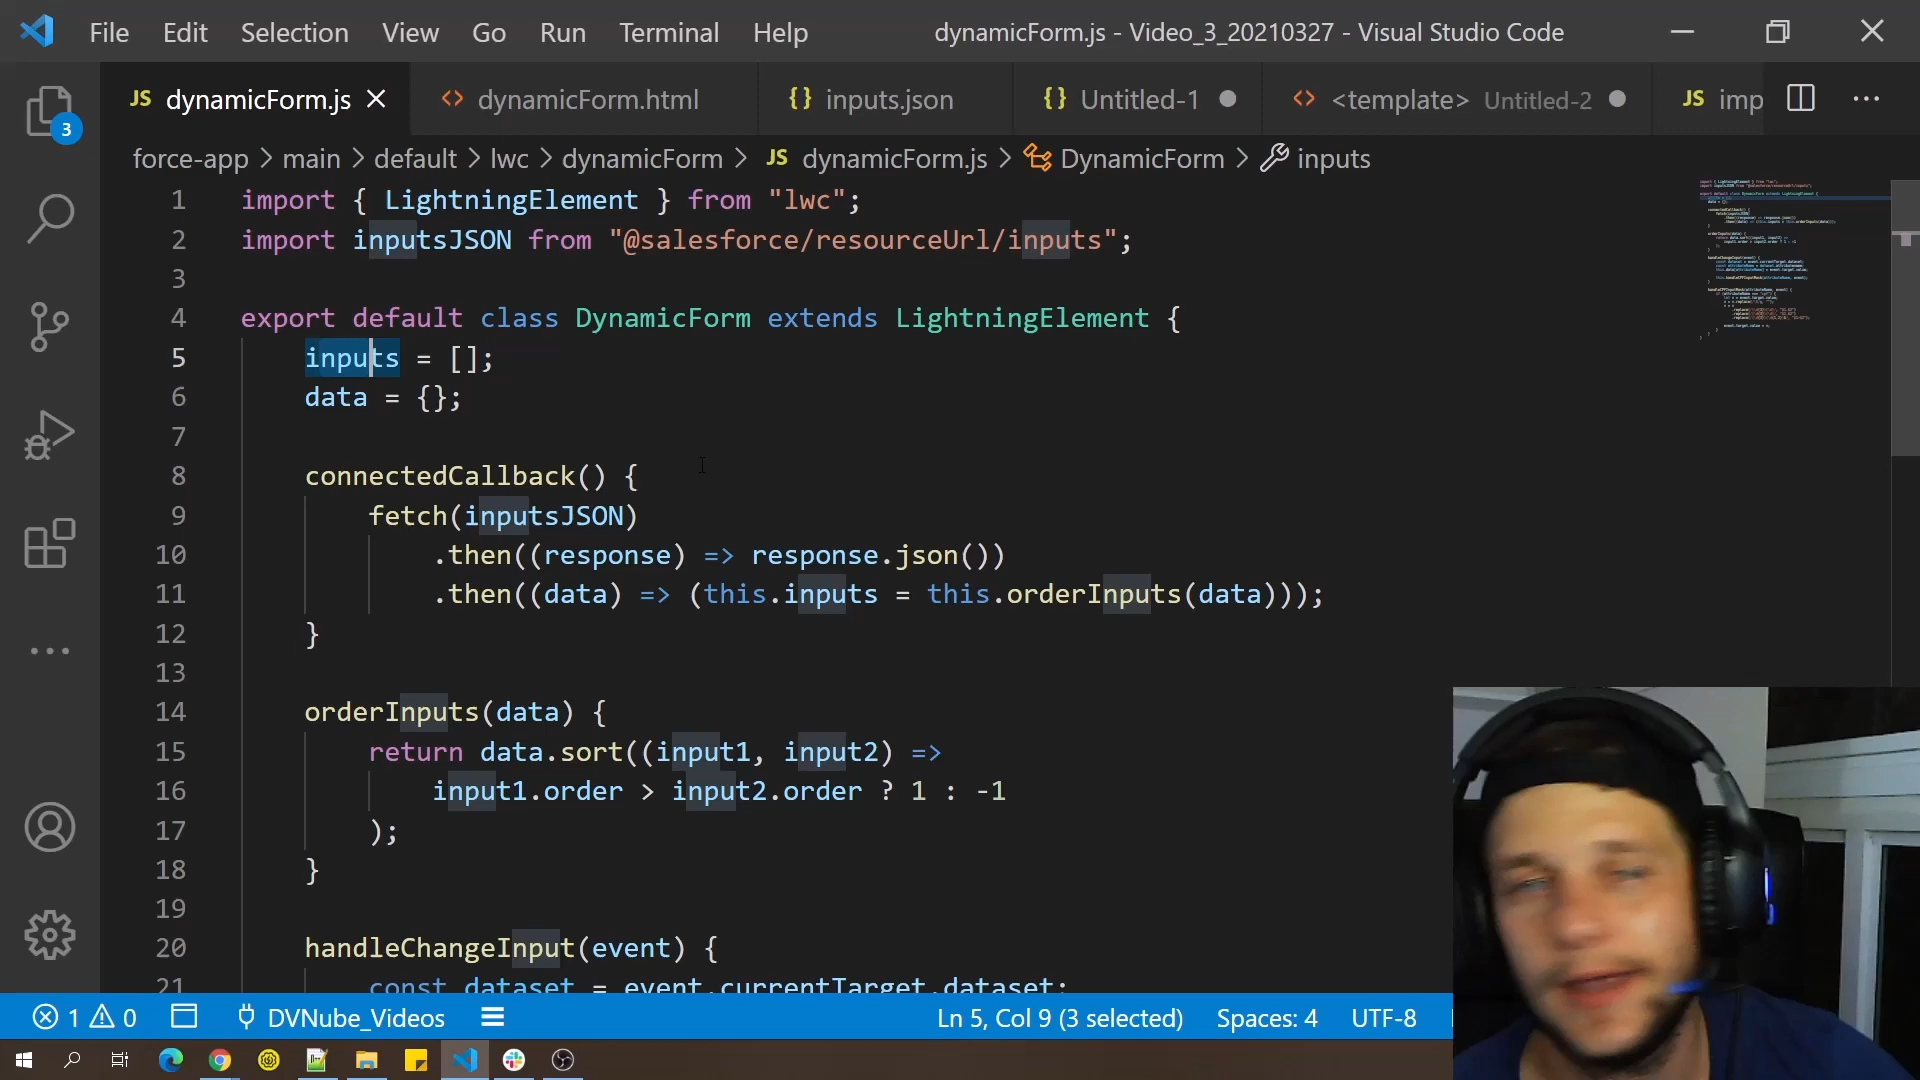 File Edit Selection View Go Run Terminal Help dynamicForm.js - Video_3_20210327 - Visual Studio Code
JS dynamicForm.js dynamicForm.html {} inputs.json {} Untitled-1 <template> Untitled-2 JS imp
3
force-app > main > default > lwc > dynamicForm > JS dynamicForm.js > DynamicForm > inputs
1 import { LightningElement } from "lwc";
2 import inputsJSON from "@salesforce/resourceUrl/inputs";
3
4 export default class DynamicForm extends LightningElement {
5 inputs = [];
6 data = {};
7
8 connectedCallback() {
9 fetch(inputsJSON)
10 .then((response) => response.json())
11 .then((data) => (this.inputs = this.orderInputs(data)));
12 }
13
14 orderInputs(data) {
15 return data.sort((input1, input2) =>
16 input1.order > input2.order ? 1 : -1
17 );
18 }
19
20 handleChangeInput(event) {
21 const dataset = event.currentTarget.dataset;
1 0 DVNube_Videos Ln 5, Col 9 (3 selected) Spaces: 4 UTF-8